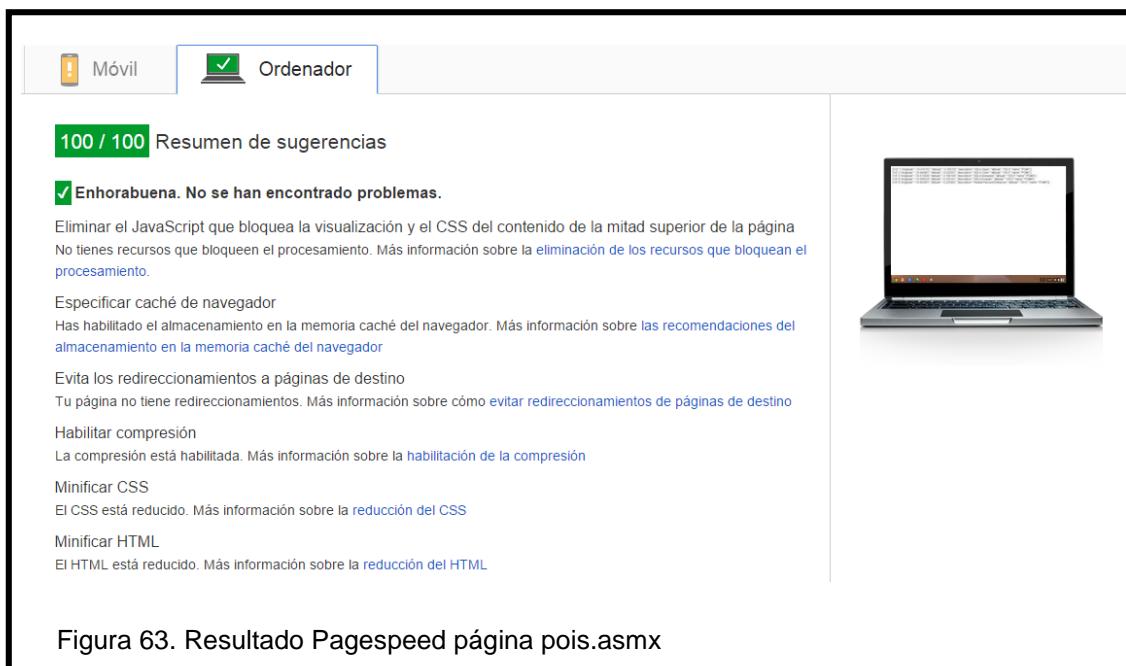 Móvil
Ordenador
100 / 100 Resumen de sugerencias
Enhorabuena. No se han encontrado problemas.
Eliminar el JavaScript que bloquea la visualización y el CSS del contenido de la mitad superior de la página
No tienes recursos que bloqueen el procesamiento. Más información sobre la eliminación de los recursos que bloquean el
procesamiento.
Especificar caché de navegador
Has habilitado el almacenamiento en la memoria caché del navegador. Más información sobre las recomendaciones del
almacenamiento en la memoria caché del navegador
Evita los redireccionamientos a páginas de destino
Tu página no tiene redireccionamientos. Más información sobre cómo evitar redireccionamientos de páginas de destino
Habilitar compresión
La compresión está habilitada. Más información sobre la habilitación de la compresión
Minificar CSS
El CSS está reducido. Más información sobre la reducción del CSS
Minificar HTML
El HTML está reducido. Más información sobre la reducción del HTML
Figura 63. Resultado Pagespeed página pois.asmx